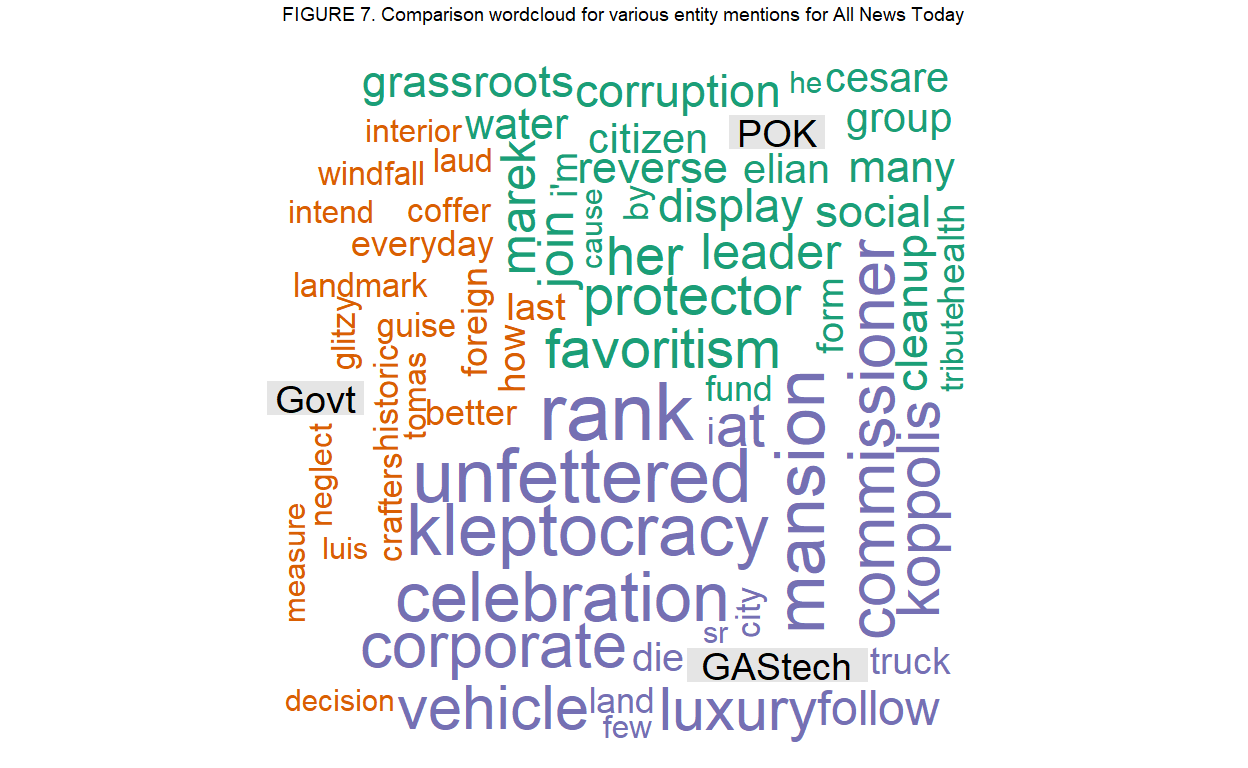 FIGURE 7. Comparison wordcloud for various entity mentions for All News Today
grassroots
corruption
he
cesare
interior
water
citizen
POK
group
windfall
laud
marek
i'm
reverse
elian
many
intend
coffer
join
cause
by
display
social
everyday
her
leader
health
landmark
foreign
last
protector
form
cleanup
tribute
glitzy
guise
how
favoritism
commissioner
Govt
historic
tomas
better
rank
fund
i
at
mansion
koppolis
neglect
crafters
unfettered
measure
luis
kleptocracy
celebration
city
corporate
die
sr
GAStech
truck
decision
vehicle
land
few
luxury
follow